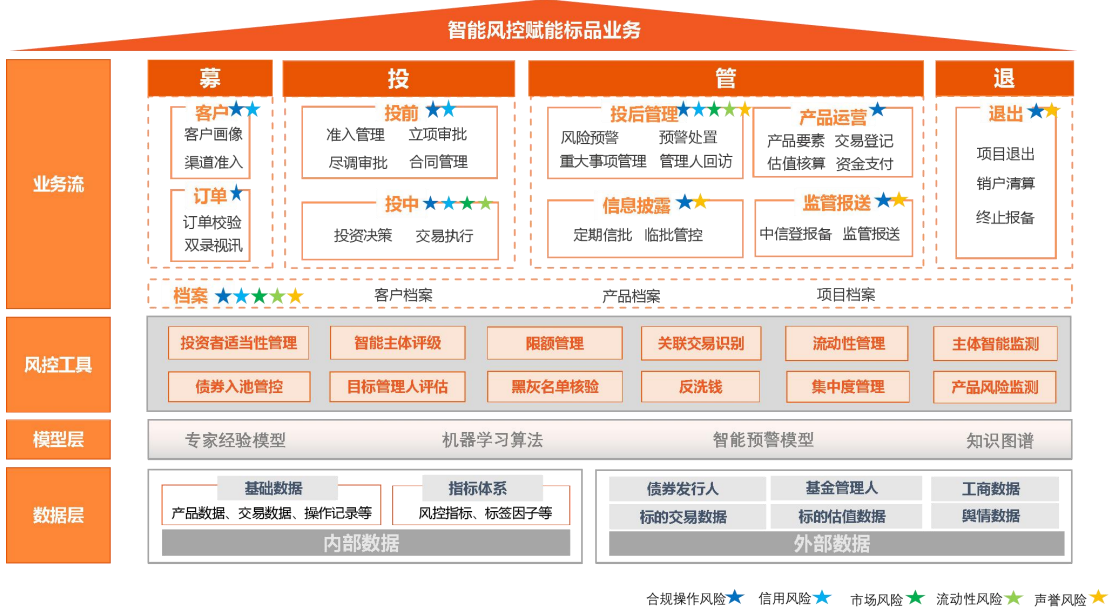 智能风控赋能标品业务
业务流
募
投
管
退
客户
客户画像
渠道准入
订单
订单校验
双录视讯
投前
准入管理 立项审批
尽调审批 合同管理
投中
投资决策 交易执行
投后管理
风险预警 预警处置
重大事项管理 管理人回访
产品运营
产品要素 交易登记
估值核算 资金支付
信息披露
定期信批 临批管控
监管报送
中信登报备 监管报送
退出
项目退出
销户清算
终止报备
档案 客户档案 产品档案 项目档案
风控工具
投资者适当性管理 智能主体评级 限额管理 关联交易识别 流动性管理 主体智能监测
债券入池管控 目标管理人评估 黑灰名单核验 反洗钱 集中度管理 产品风险监测
模型层
专家经验模型 机器学习算法 智能预警模型 知识图谱
数据层
基础数据
产品数据、交易数据、操作记录等
指标体系
风控指标、标签因子等
内部数据
债券发行人 基金管理人 工商数据
标的交易数据 标的估值数据 舆情数据
外部数据
合规操作风险 信用风险 市场风险 流动性风险 声誉风险